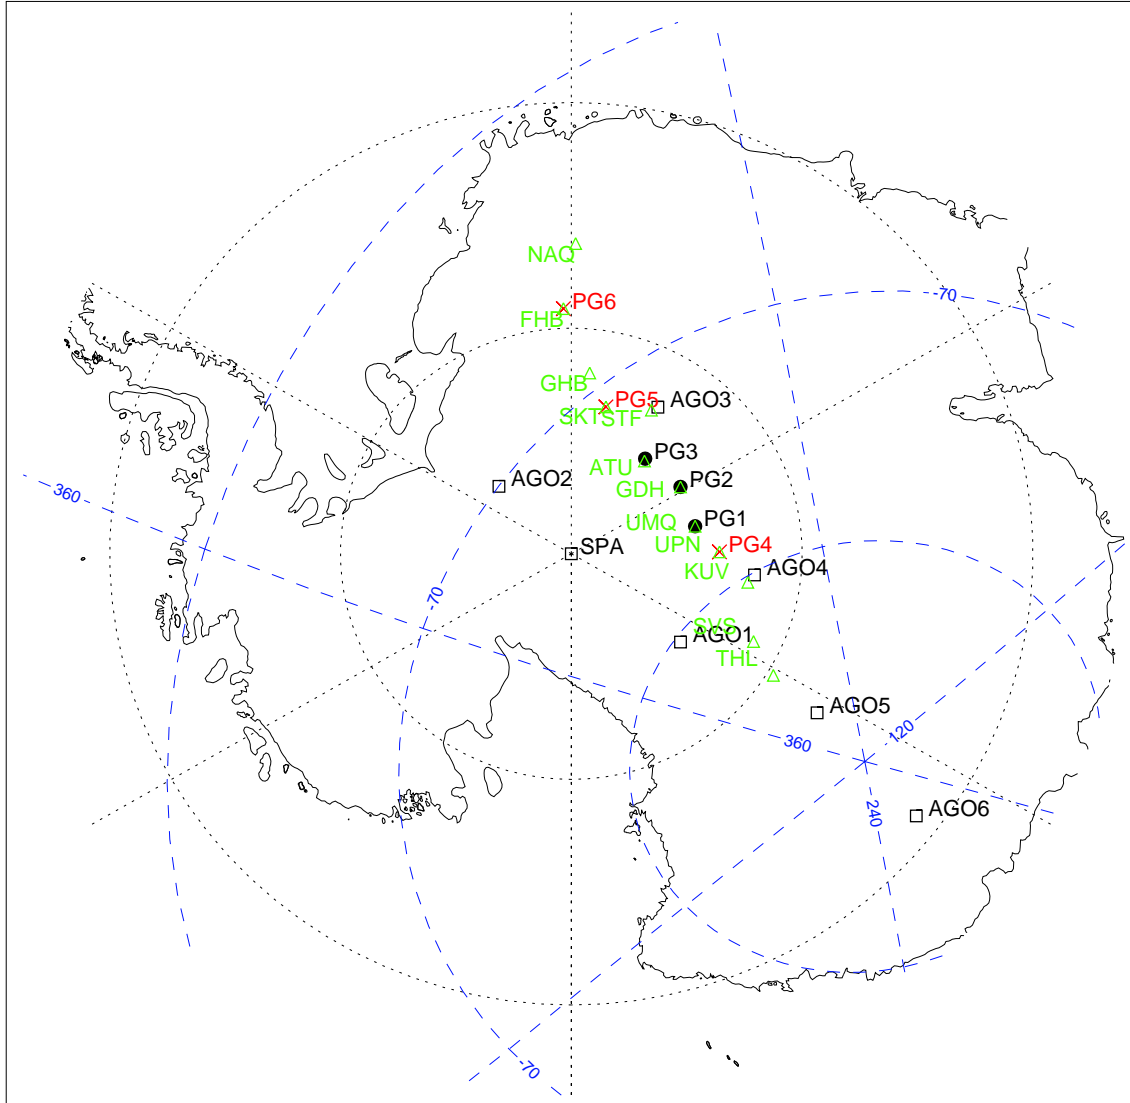 NAQ
PG6
FHB
-70
GHB
PG5
AGO3
SKT
STF
PG3
ATU
AGO2
PG2
GDH
360
PG1
UMQ
UPN
SPA
PG4
KUV
AGO4
-70
SVS
AGO1
THL
AGO5
120
360
AGO6
240
-70